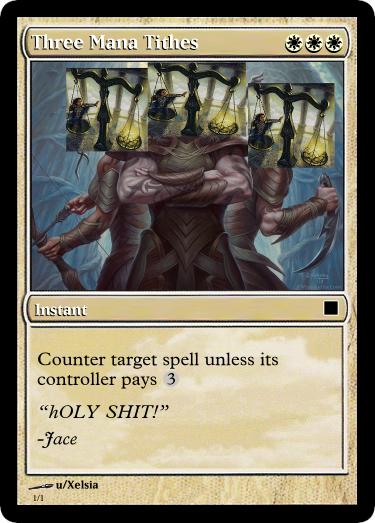 Three Mana Tithes
Instant
Counter target spell unless its
controller pays 3
“hOLY SHIT!”
-Jace
u/Xelsia
1/1